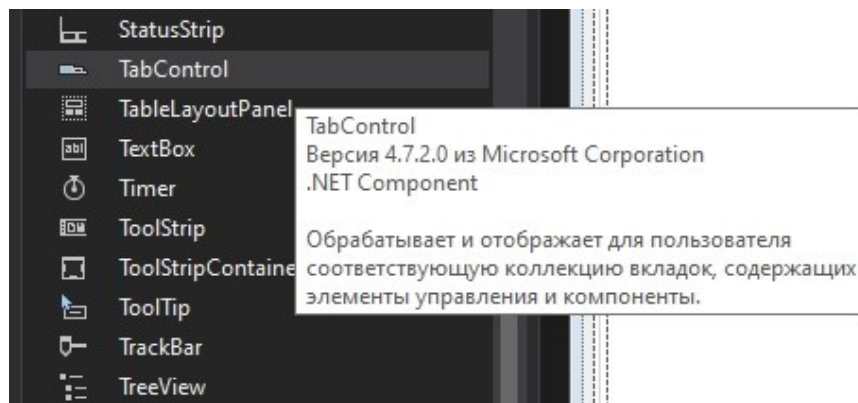 StatusStrip
TabControl
TableLayoutPanel
TextBox
Timer
ToolStrip
ToolStripContaine
ToolTip
TrackBar
TreeView
TabControl
Версия 4.7.2.0 из Microsoft Corporation
.NET Component
Обрабатывает и отображает для пользователя
соответствующую коллекцию вкладок, содержащих
элементы управления и компоненты.